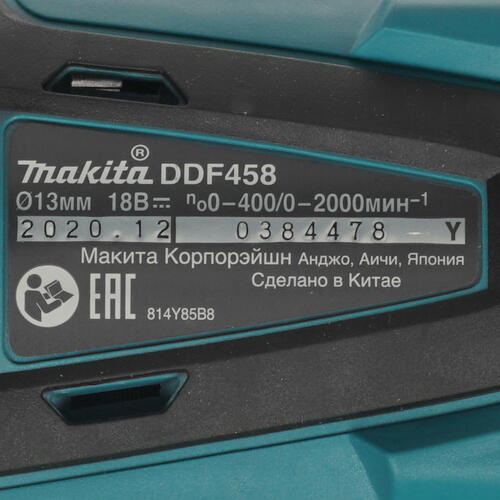 makita® DDF458
Ø13мм 18В⎓ n₀0-400/0-2000мин⁻¹
2020.12 0384478 Y
Макита Корпорэйшн Анджо, Аичи, Япония
Сделано в Китае
EAC 814Y85B8